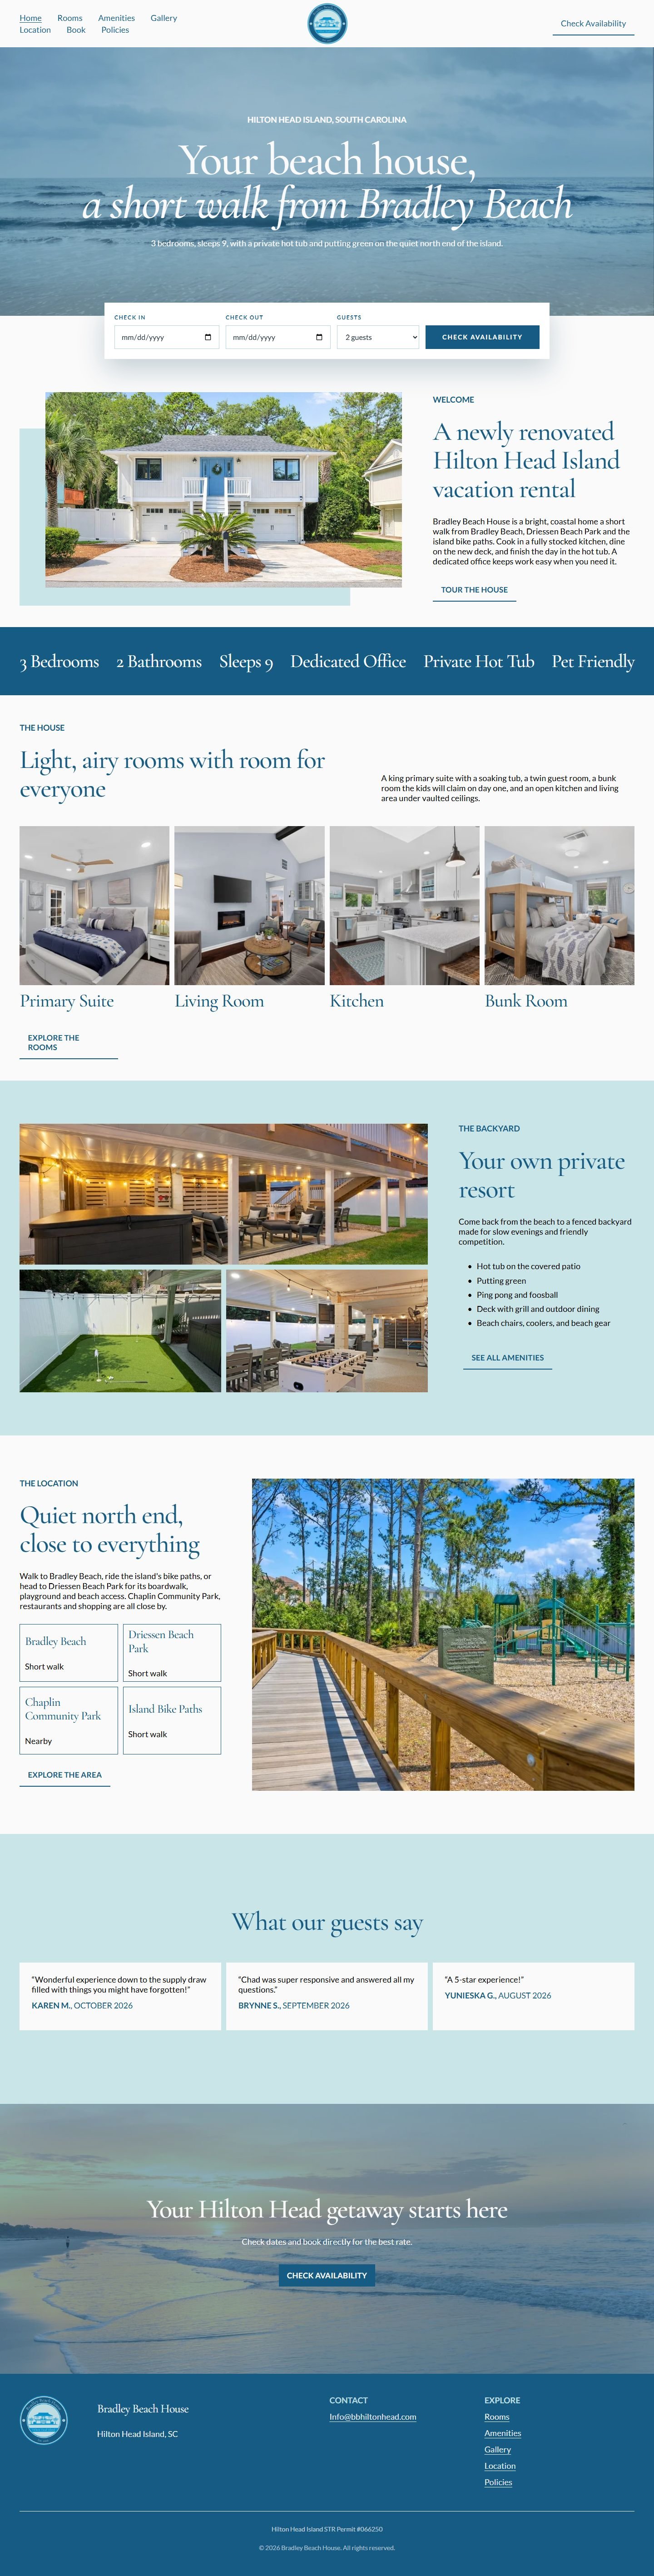 Home Rooms Amenities Gallery
Location Book Policies
Check Availability
HILTON HEAD ISLAND, SOUTH CAROLINA
Your beach house,
a short walk from Bradley Beach
3 bedrooms, sleeps 9, with a private hot tub and putting green on the quiet north end of the island.
CHECK IN CHECK OUT GUESTS
mm/dd/yyyy mm/dd/yyyy 2 guests CHECK AVAILABILITY
WELCOME
A newly renovated
Hilton Head Island
vacation rental
Bradley Beach House is a bright, coastal home a short
walk from Bradley Beach, Driessen Beach Park and the
island bike paths. Cook in a fully stocked kitchen, dine
on the new deck, and finish the day in the hot tub. A
dedicated office keeps work easy when you need it.
TOUR THE HOUSE
3 Bedrooms 2 Bathrooms Sleeps 9 Dedicated Office Private Hot Tub Pet Friendly
THE HOUSE
Light, airy rooms with room for
everyone
A king primary suite with a soaking tub, a twin guest room, a bunk
room the kids will claim on day one, and an open kitchen and living
area under vaulted ceilings.
Primary Suite Living Room Kitchen Bunk Room
EXPLORE THE
ROOMS
THE BACKYARD
Your own private
resort
Come back from the beach to a fenced backyard
made for slow evenings and friendly
competition.
Hot tub on the covered patio
Putting green
Ping pong and foosball
Deck with grill and outdoor dining
Beach chairs, coolers, and beach gear
SEE ALL AMENITIES
THE LOCATION
Quiet north end,
close to everything
Walk to Bradley Beach, ride the island's bike paths, or
head to Driessen Beach Park for its boardwalk,
playground and beach access. Chaplin Community Park,
restaurants and shopping are all close by.
Bradley Beach
Short walk
Driessen Beach
Park
Short walk
Chaplin
Community Park
Nearby
Island Bike Paths
Short walk
EXPLORE THE AREA
What our guests say
“Wonderful experience down to the supply draw
filled with things you might have forgotten!”
KAREN M., OCTOBER 2026
“Chad was super responsive and answered all my
questions.”
BRYNNE S., SEPTEMBER 2026
“A 5-star experience!”
YUNIESKA G., AUGUST 2026
Your Hilton Head getaway starts here
Check dates and book directly for the best rate.
CHECK AVAILABILITY
Bradley Beach House
Hilton Head Island, SC
CONTACT
Info@bbhiltonhead.com
EXPLORE
Rooms
Amenities
Gallery
Location
Policies
Hilton Head Island STR Permit #066250
© 2026 Bradley Beach House. All rights reserved.